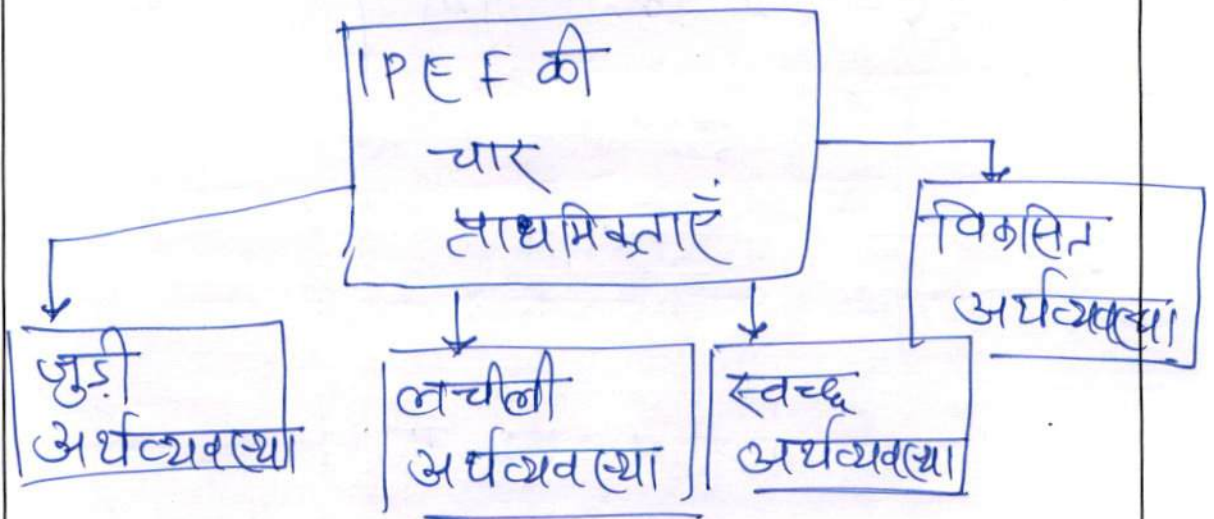 IPEF की
चार
प्राथमिकताएँ
जुड़ी
अर्थव्यवस्था
लचीली
अर्थव्यवस्था
स्वच्छ
अर्थव्यवस्था
विकसित
अर्थव्यवस्था